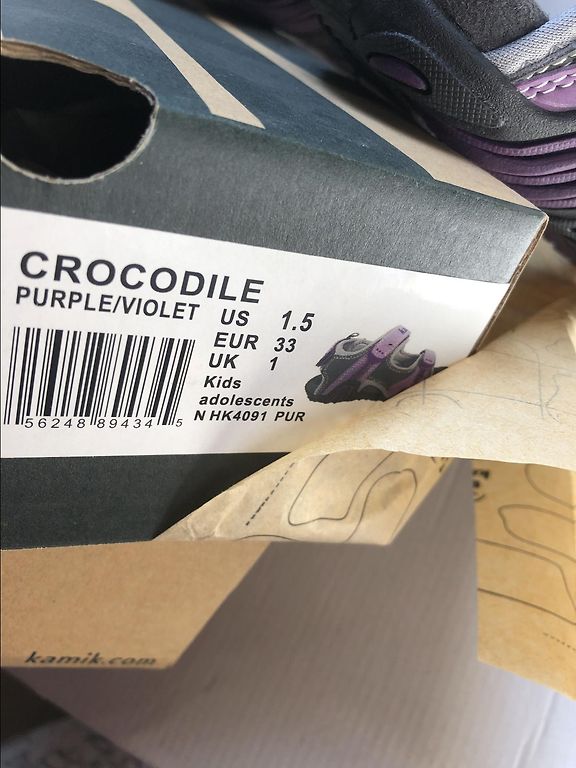 CROCODILE
PURPLE/VIOLET
US 1.5
EUR 33
UK 1
Kids
adolescents
N HK4091 PUR
56248 89434 5
kamik.com